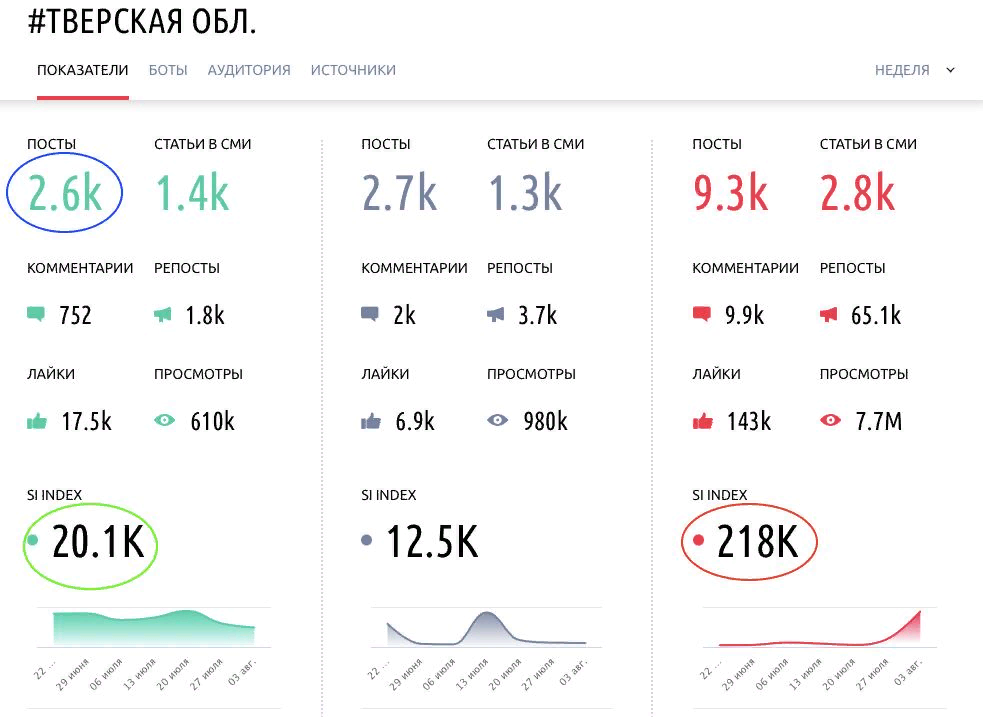 #ТВЕРСКАЯ ОБЛ.
ПОКАЗАТЕЛИ БОТЫ АУДИТОРИЯ ИСТОЧНИКИ НЕДЕЛЯ
ПОСТЫ СТАТЬИ В СМИ ПОСТЫ СТАТЬИ В СМИ ПОСТЫ СТАТЬИ В СМИ
2.6k 1.4k 2.7k 1.3k 9.3k 2.8k
КОММЕНТАРИИ РЕПОСТЫ КОММЕНТАРИИ РЕПОСТЫ КОММЕНТАРИИ РЕПОСТЫ
752 1.8k 2k 3.7k 9.9k 65.1k
ЛАЙКИ ПРОСМОТРЫ ЛАЙКИ ПРОСМОТРЫ ЛАЙКИ ПРОСМОТРЫ
17.5k 610k 6.9k 980k 143k 7.7M
SI INDEX SI INDEX SI INDEX
20.1K 12.5K 218K
22 ... 29 июня 06 июля 13 июля 20 июля 27 июля 03 авг. 22 ... 29 июня 06 июля 13 июля 20 июля 27 июля 03 авг. 22 ... 29 июня 06 июля 13 июля 20 июля 27 июля 03 авг.